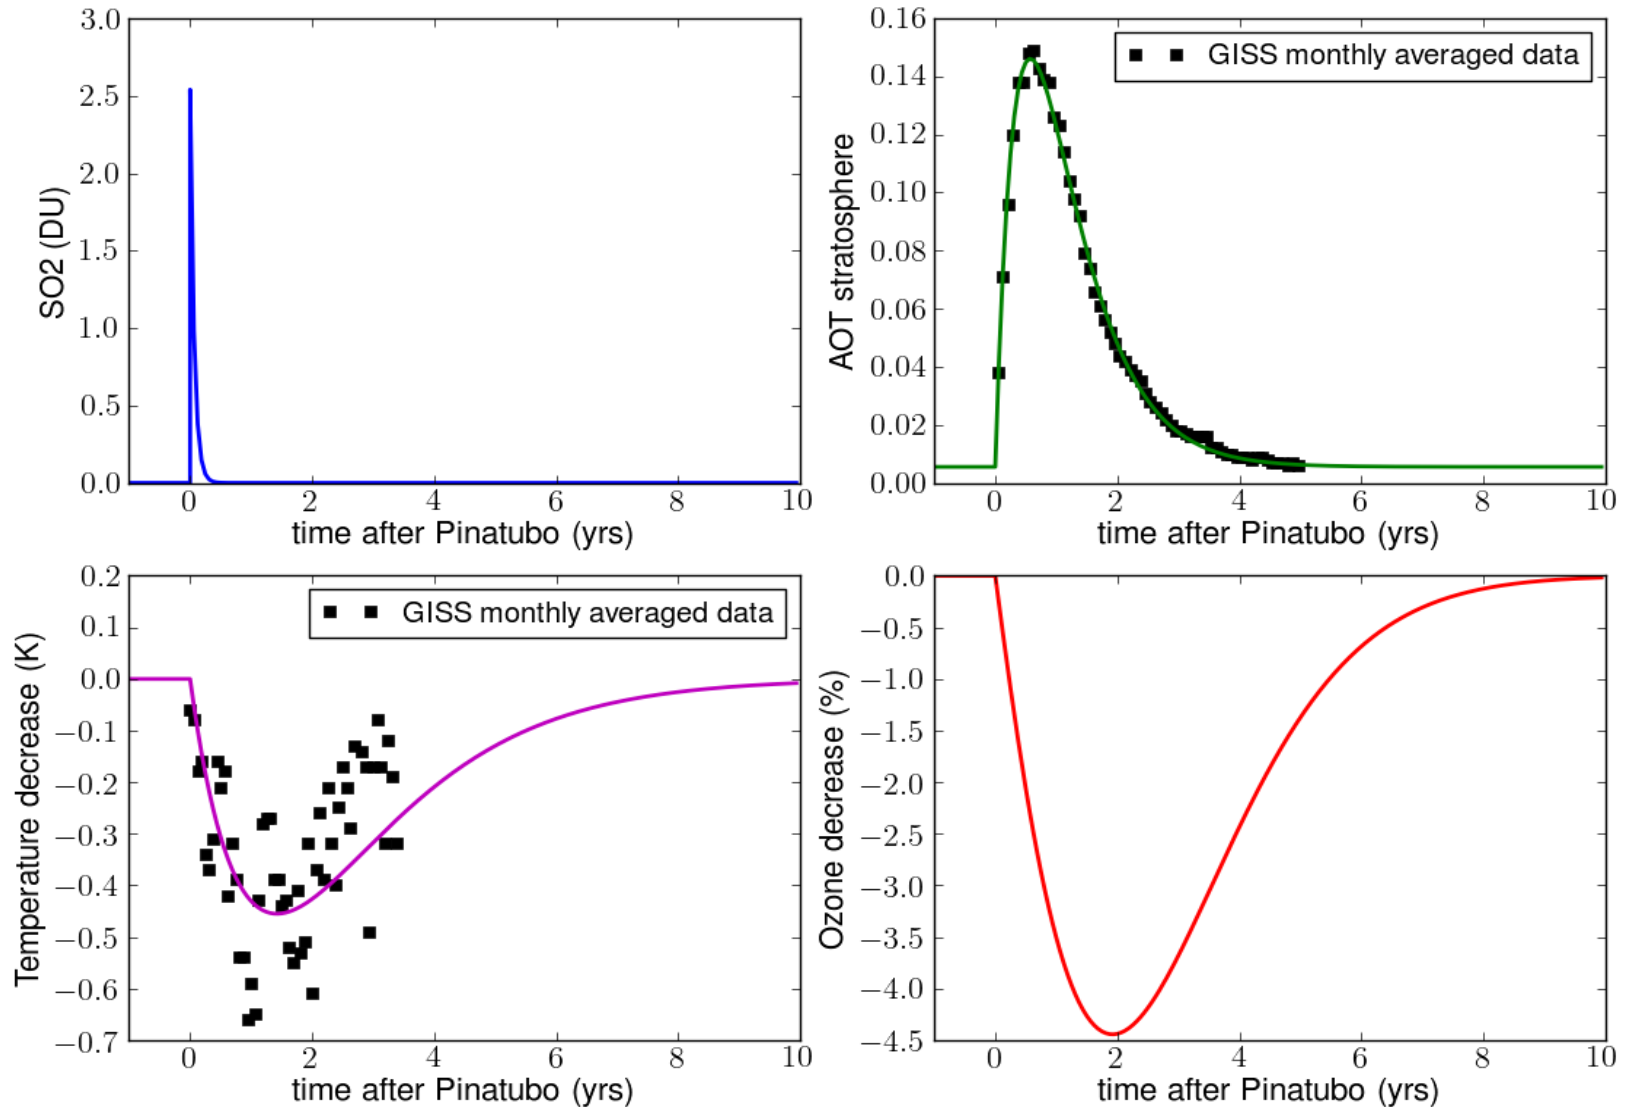 3.0
2.5
2.0
1.5
1.0
0.5
0.0
SO2 (DU)
0 2 4 6 8 10
time after Pinatubo (yrs)
0.16
0.14
0.12
0.10
0.08
0.06
0.04
0.02
0.00
AOT stratosphere
GISS monthly averaged data
0 2 4 6 8 10
time after Pinatubo (yrs)
0.2
0.1
0.0
−0.1
−0.2
−0.3
−0.4
−0.5
−0.6
−0.7
Temperature decrease (K)
GISS monthly averaged data
0 2 4 6 8 10
time after Pinatubo (yrs)
0.0
−0.5
−1.0
−1.5
−2.0
−2.5
−3.0
−3.5
−4.0
−4.5
Ozone decrease (%)
0 2 4 6 8 10
time after Pinatubo (yrs)